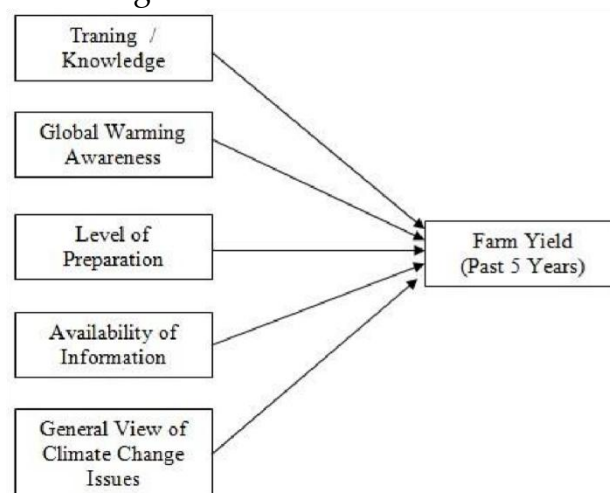 Traning /
Knowledge
Global Warming
Awareness
Level of
Preparation
Farm Yield
(Past 5 Years)
Availability of
Information
General View of
Climate Change
Issues